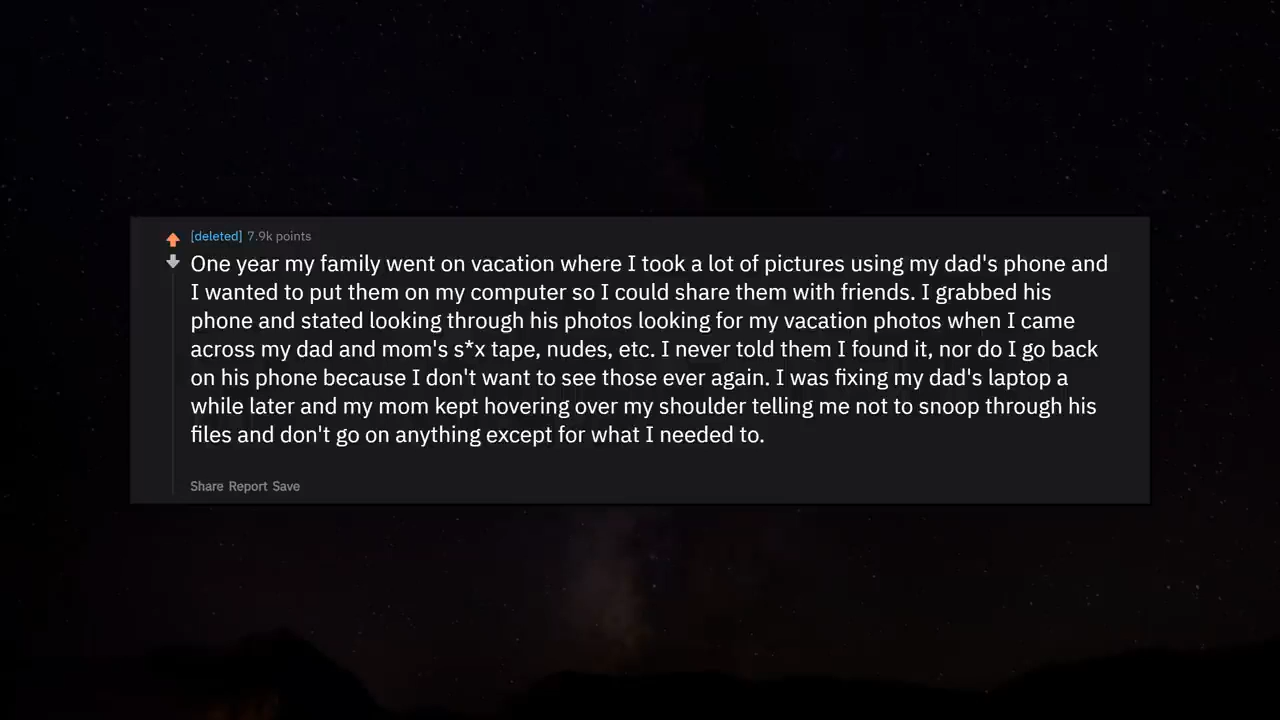 [deleted] 7.9k points
One year my family went on vacation where I took a lot of pictures using my dad's phone and
I wanted to put them on my computer so I could share them with friends. I grabbed his
phone and stated looking through his photos looking for my vacation photos when I came
across my dad and mom's s*x tape, nudes, etc. I never told them I found it, nor do I go back
on his phone because I don't want to see those ever again. I was fixing my dad's laptop a
while later and my mom kept hovering over my shoulder telling me not to snoop through his
files and don't go on anything except for what I needed to.
Share Report Save